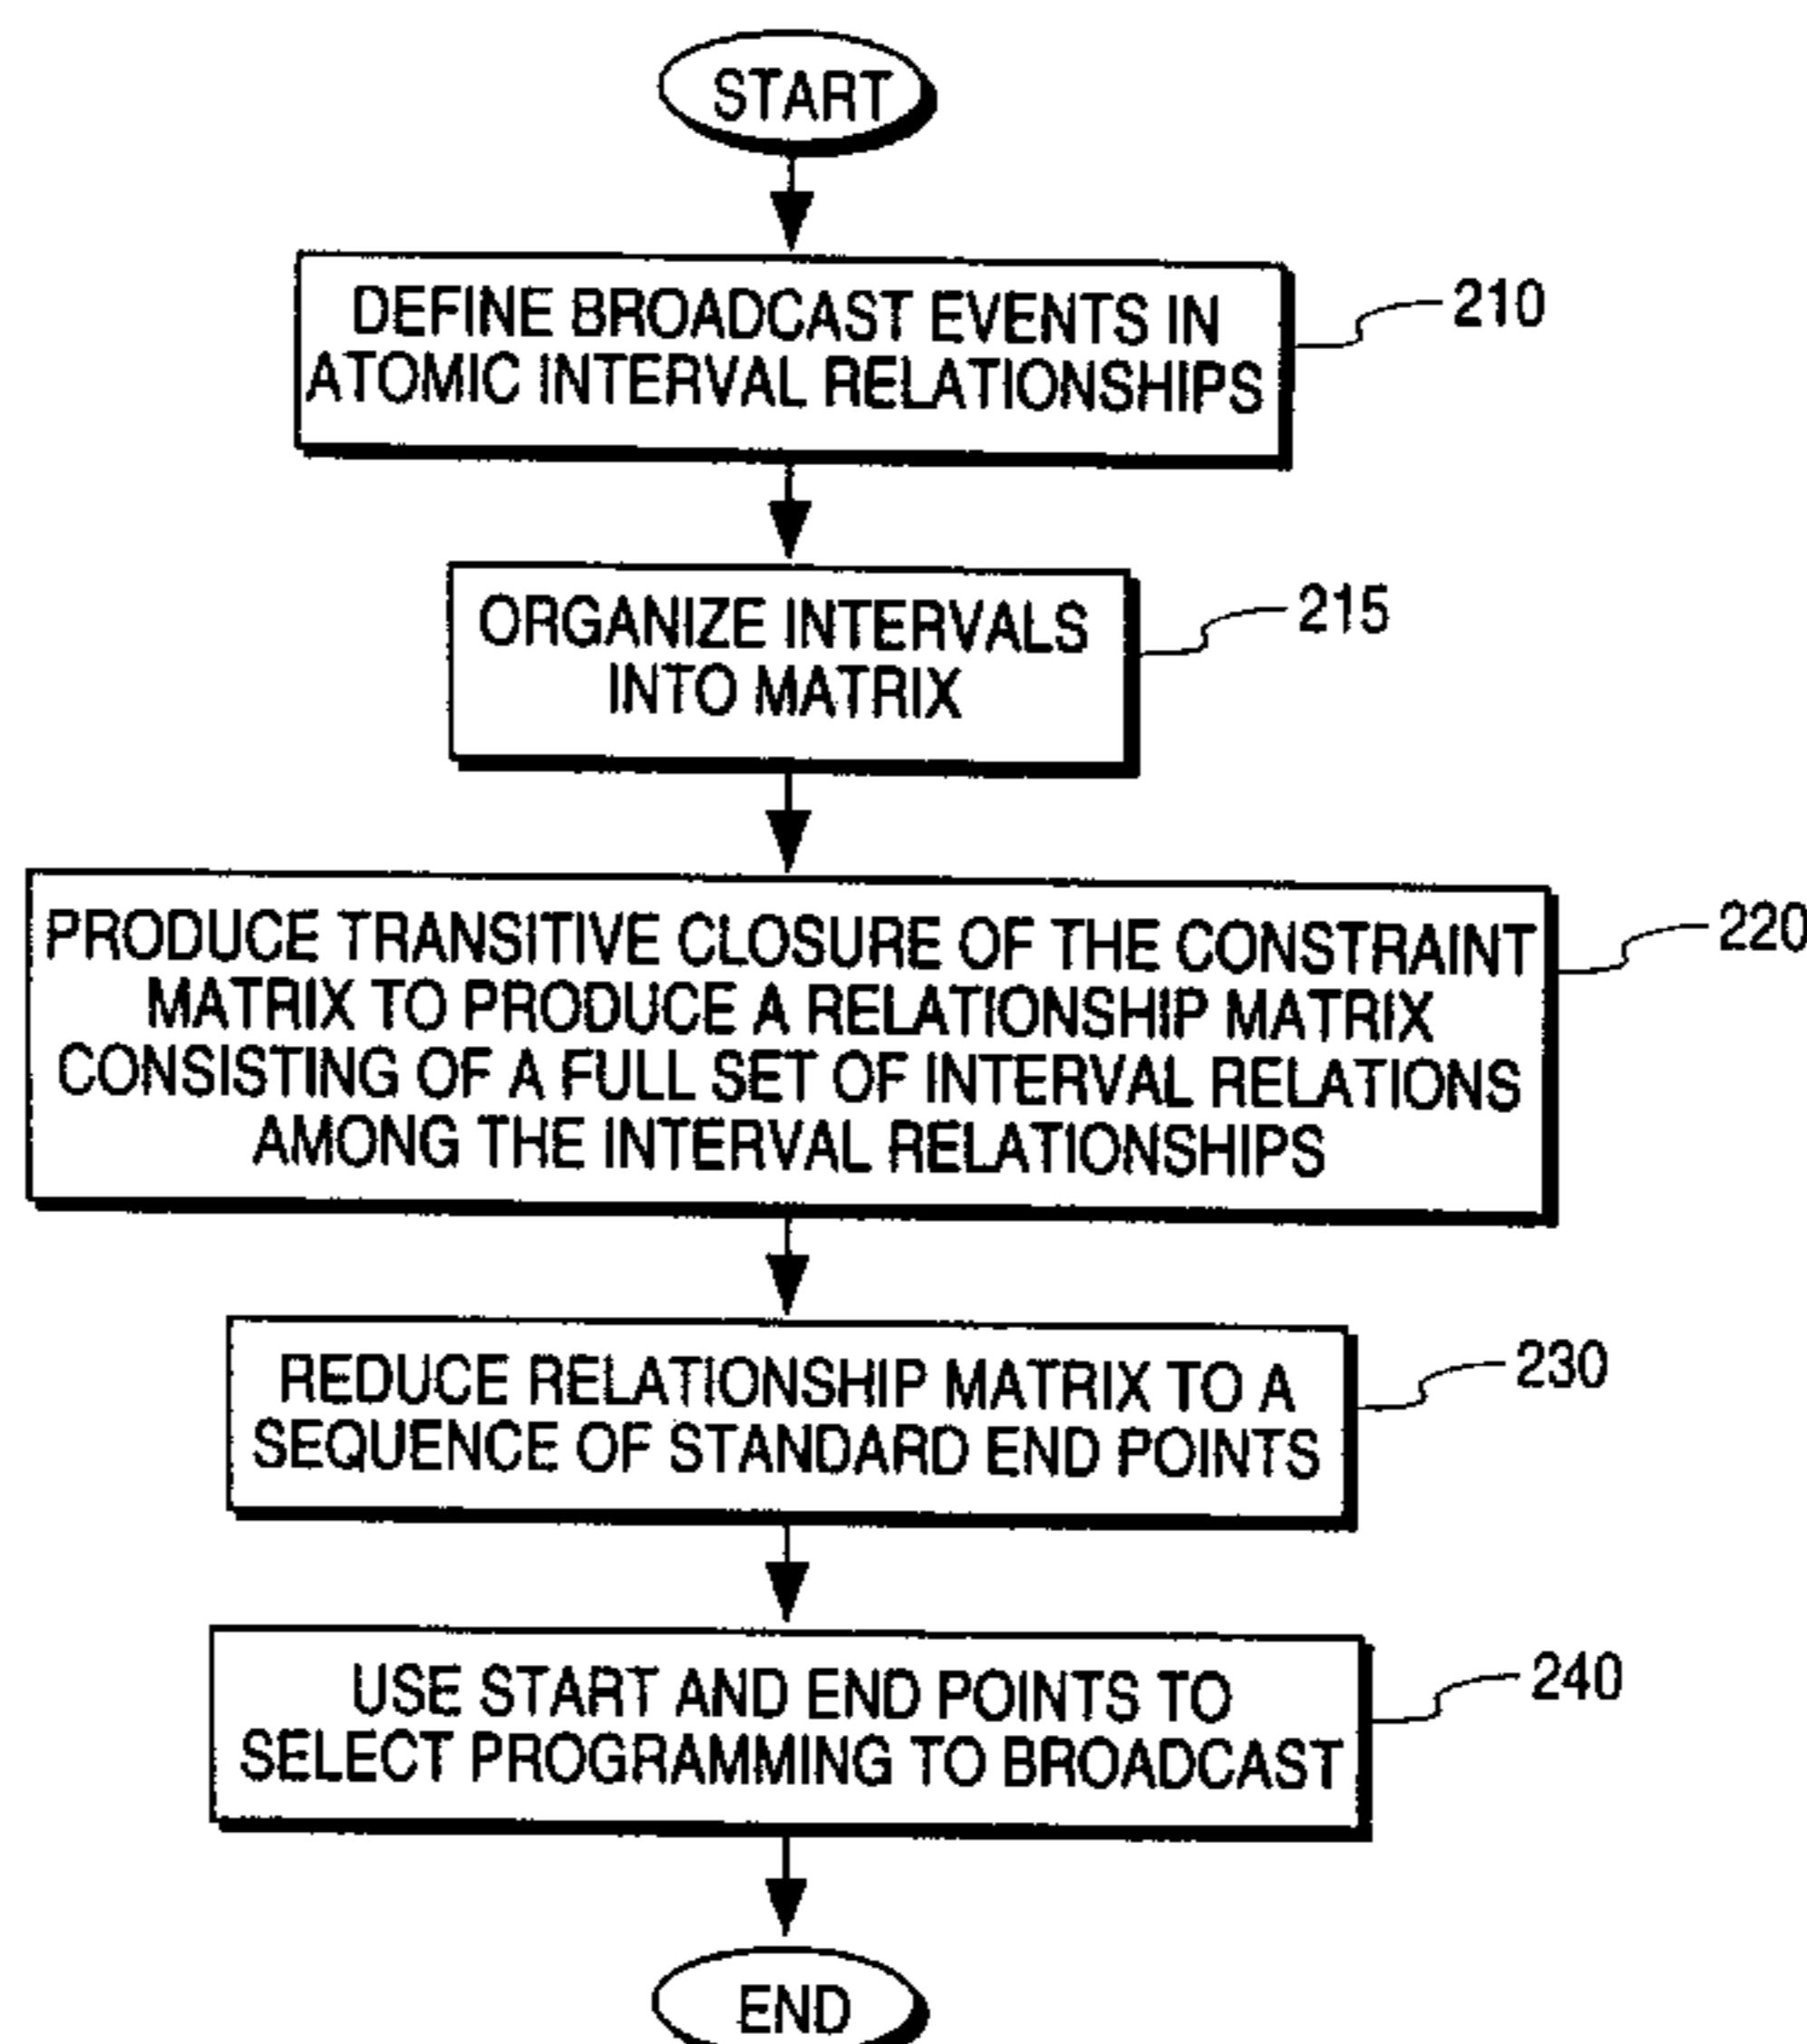 START
DEFINE BROADCAST EVENTS IN
ATOMIC INTERVAL RELATIONSHIPS
210
ORGANIZE INTERVALS
INTO MATRIX
215
PRODUCE TRANSITIVE CLOSURE OF THE CONSTRAINT
MATRIX TO PRODUCE A RELATIONSHIP MATRIX
CONSISTING OF A FULL SET OF INTERVAL RELATIONS
AMONG THE INTERVAL RELATIONSHIPS
220
REDUCE RELATIONSHIP MATRIX TO A
SEQUENCE OF STANDARD END POINTS
230
USE START AND END POINTS TO
SELECT PROGRAMMING TO BROADCAST
240
END